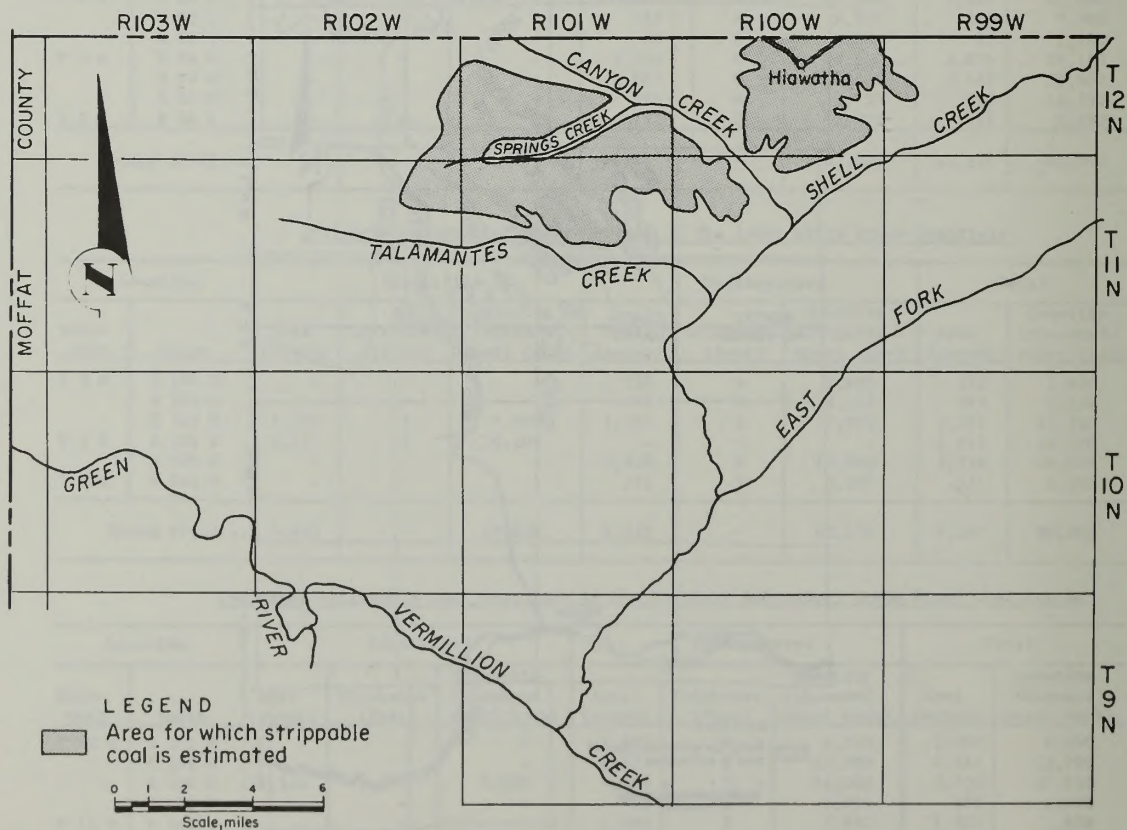 R103W R102W R101W R100W R99W
COUNTY
MOFFAT
T
12
N
T
11
N
T
10
N
T
9
N
CANYON CREEK
Hiawatha
SPRINGS CREEK
SHELL CREEK
TALAMANTES CREEK
EAST FORK
GREEN RIVER
VERMILLION CREEK
N
LEGEND
Area for which strippable
coal is estimated
0 1 2 4 6
Scale, miles